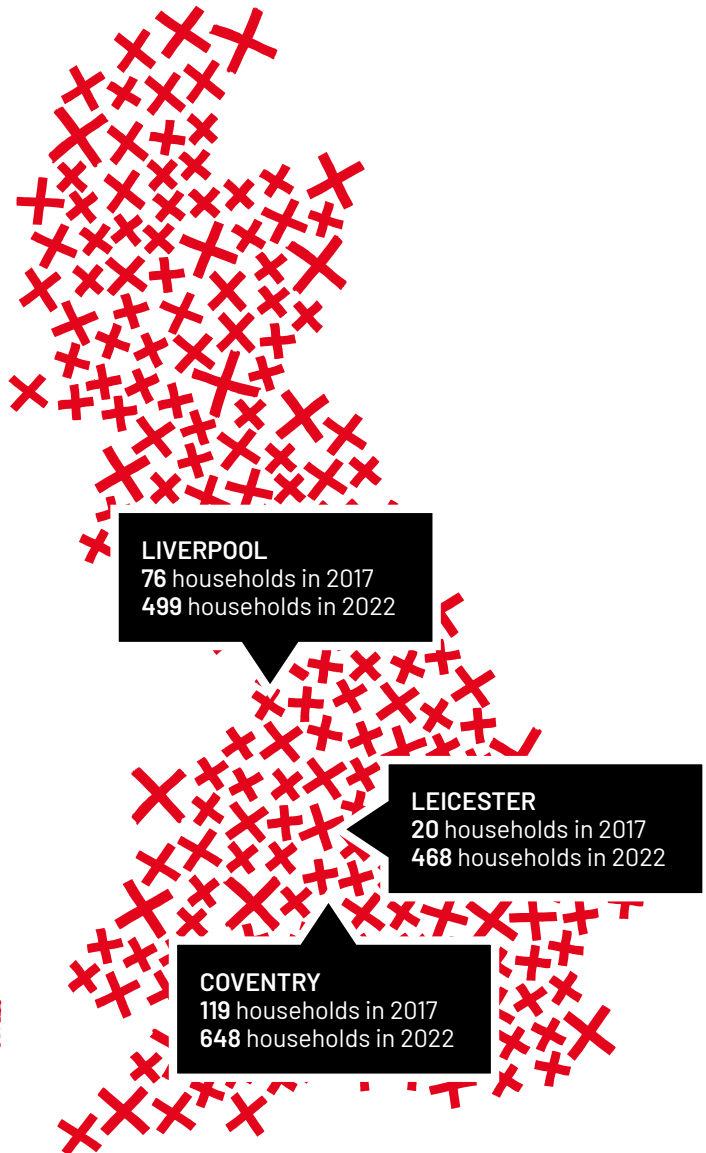 LIVERPOOL
76 households in 2017
499 households in 2022
LEICESTER
20 households in 2017
468 households in 2022
COVENTRY
119 households in 2017
648 households in 2022